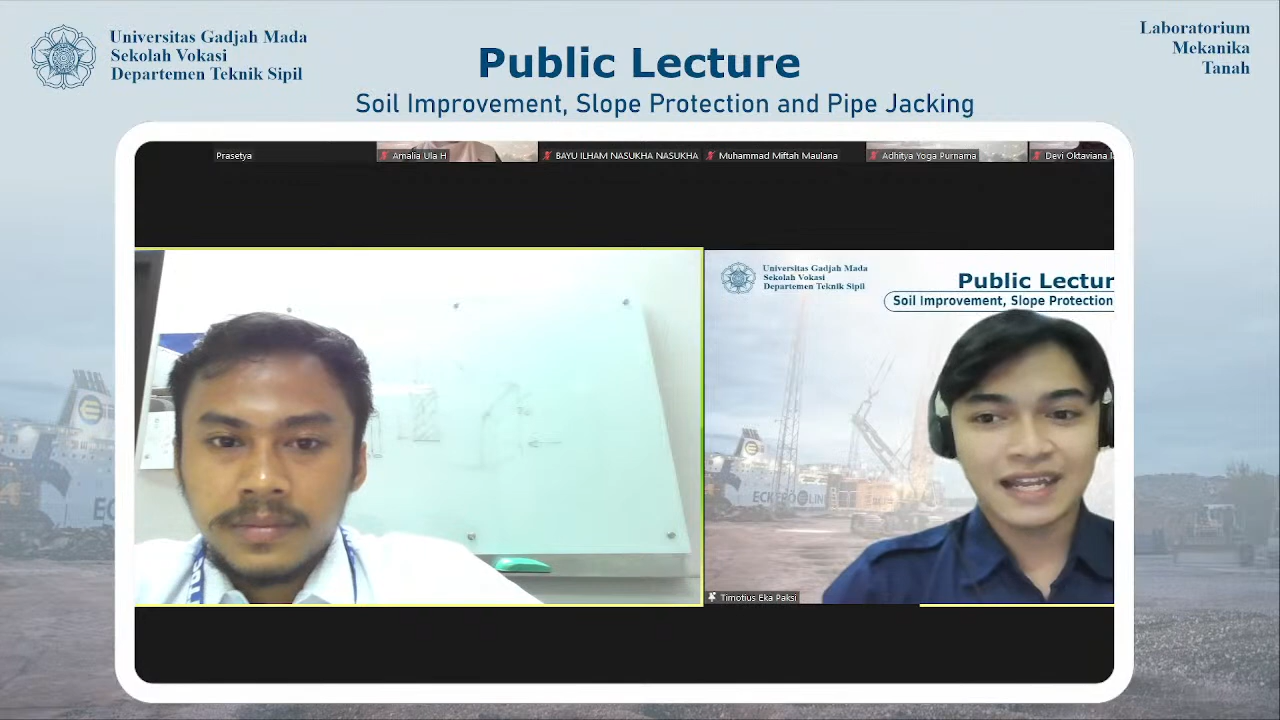 Universitas Gadjah Mada
Sekolah Vokasi
Departemen Teknik Sipil
Public Lecture
Soil Improvement, Slope Protection and Pipe Jacking
Laboratorium
Mekanika
Tanah
Prasetya
Amalia Ula H
BAYU ILHAM NASUKHA NASUKHA
Muhammad Miftah Maulana
Adhitya Yoga Purnama
Devi Oktaviana
Universitas Gadjah Mada
Sekolah Vokasi
Departemen Teknik Sipil
Public Lectur
Soil Improvement, Slope Protection
ECKERÖ LINE
Timotius Eka Paksi